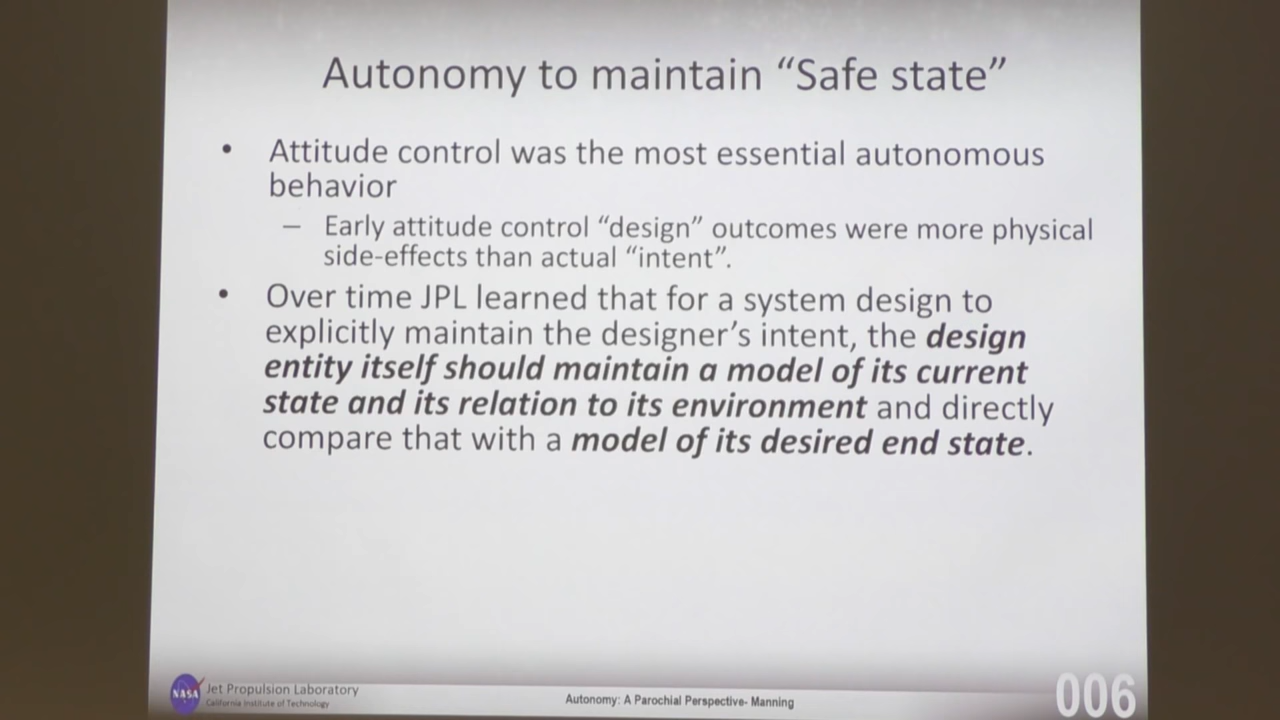 Autonomy to maintain “Safe state”
• Attitude control was the most essential autonomous
behavior
– Early attitude control “design” outcomes were more physical
side-effects than actual “intent”.
• Over time JPL learned that for a system design to
explicitly maintain the designer’s intent, the design
entity itself should maintain a model of its current
state and its relation to its environment and directly
compare that with a model of its desired end state.
NASA
Jet Propulsion Laboratory
California Institute of Technology
Autonomy: A Parochial Perspective- Manning
006